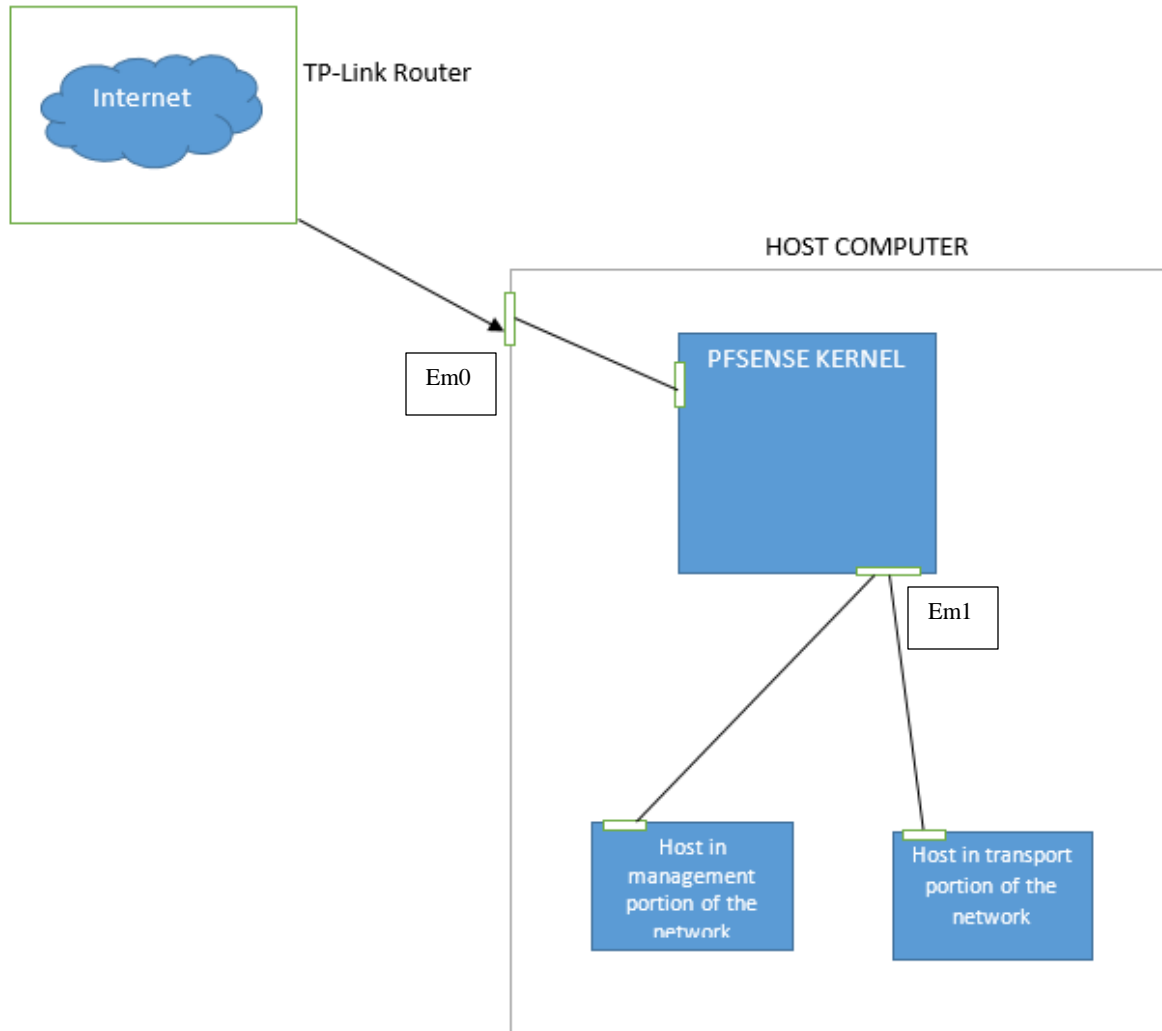 Internet
TP-Link Router
HOST COMPUTER
PFSENSE KERNEL
Em0
Em1
Host in
management
portion of the
network
Host in transport
portion of the
network